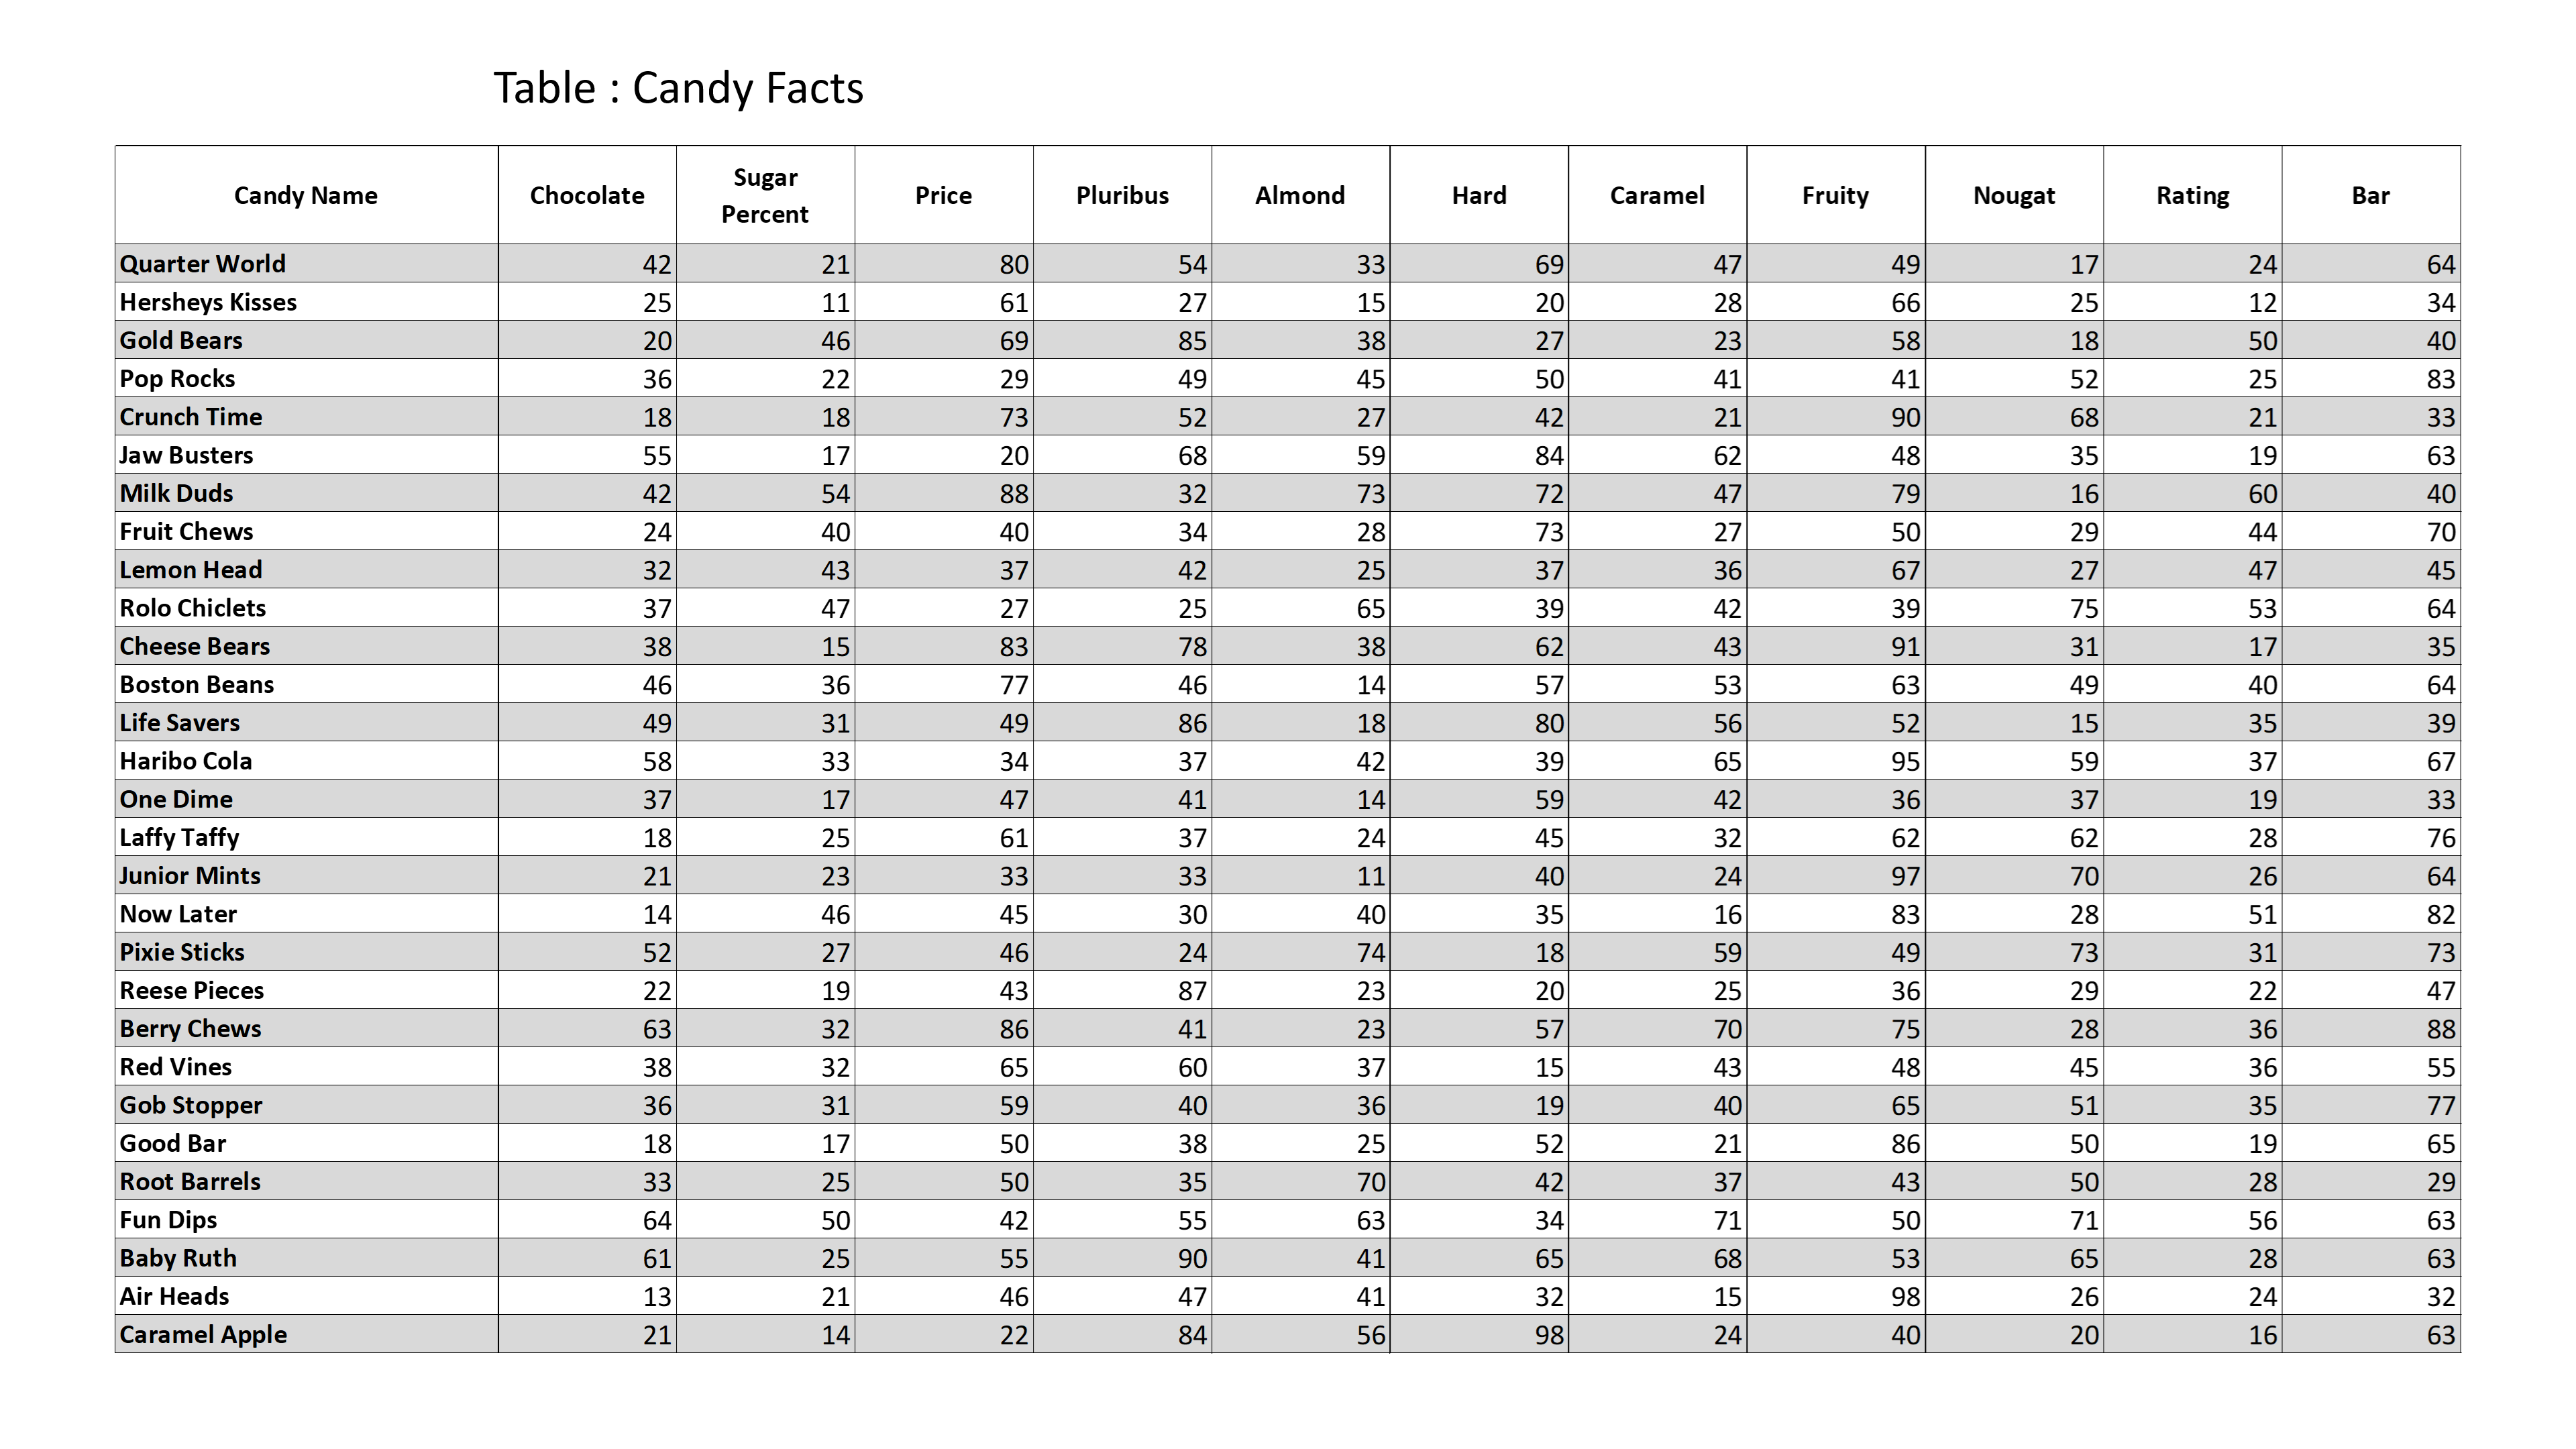 Table : Candy Facts
Candy Name Chocolate Sugar Percent Price Pluribus Almond Hard Caramel Fruity Nougat Rating Bar
Quarter World 42 21 80 54 33 69 47 49 17 24 64
Hersheys Kisses 25 11 61 27 15 20 28 66 25 12 34
Gold Bears 20 46 69 85 38 27 23 58 18 50 40
Pop Rocks 36 22 29 49 45 50 41 41 52 25 83
Crunch Time 18 18 73 52 27 42 21 90 68 21 33
Jaw Busters 55 17 20 68 59 84 62 48 35 19 63
Milk Duds 42 54 88 32 73 72 47 79 16 60 40
Fruit Chews 24 40 40 34 28 73 27 50 29 44 70
Lemon Head 32 43 37 42 25 37 36 67 27 47 45
Rolo Chiclets 37 47 27 25 65 39 42 39 75 53 64
Cheese Bears 38 15 83 78 38 62 43 91 31 17 35
Boston Beans 46 36 77 46 14 57 53 63 49 40 64
Life Savers 49 31 49 86 18 80 56 52 15 35 39
Haribo Cola 58 33 34 37 42 39 65 95 59 37 67
One Dime 37 17 47 41 14 59 42 36 37 19 33
Laffy Taffy 18 25 61 37 24 45 32 62 62 28 76
Junior Mints 21 23 33 33 11 40 24 97 70 26 64
Now Later 14 46 45 30 40 35 16 83 28 51 82
Pixie Sticks 52 27 46 24 74 18 59 49 73 31 73
Reese Pieces 22 19 43 87 23 20 25 36 29 22 47
Berry Chews 63 32 86 41 23 57 70 75 28 36 88
Red Vines 38 32 65 60 37 15 43 48 45 36 55
Gob Stopper 36 31 59 40 36 19 40 65 51 35 77
Good Bar 18 17 50 38 25 52 21 86 50 19 65
Root Barrels 33 25 50 35 70 42 37 43 50 28 29
Fun Dips 64 50 42 55 63 34 71 50 71 56 63
Baby Ruth 61 25 55 90 41 65 68 53 65 28 63
Air Heads 13 21 46 47 41 32 15 98 26 24 32
Caramel Apple 21 14 22 84 56 98 24 40 20 16 63